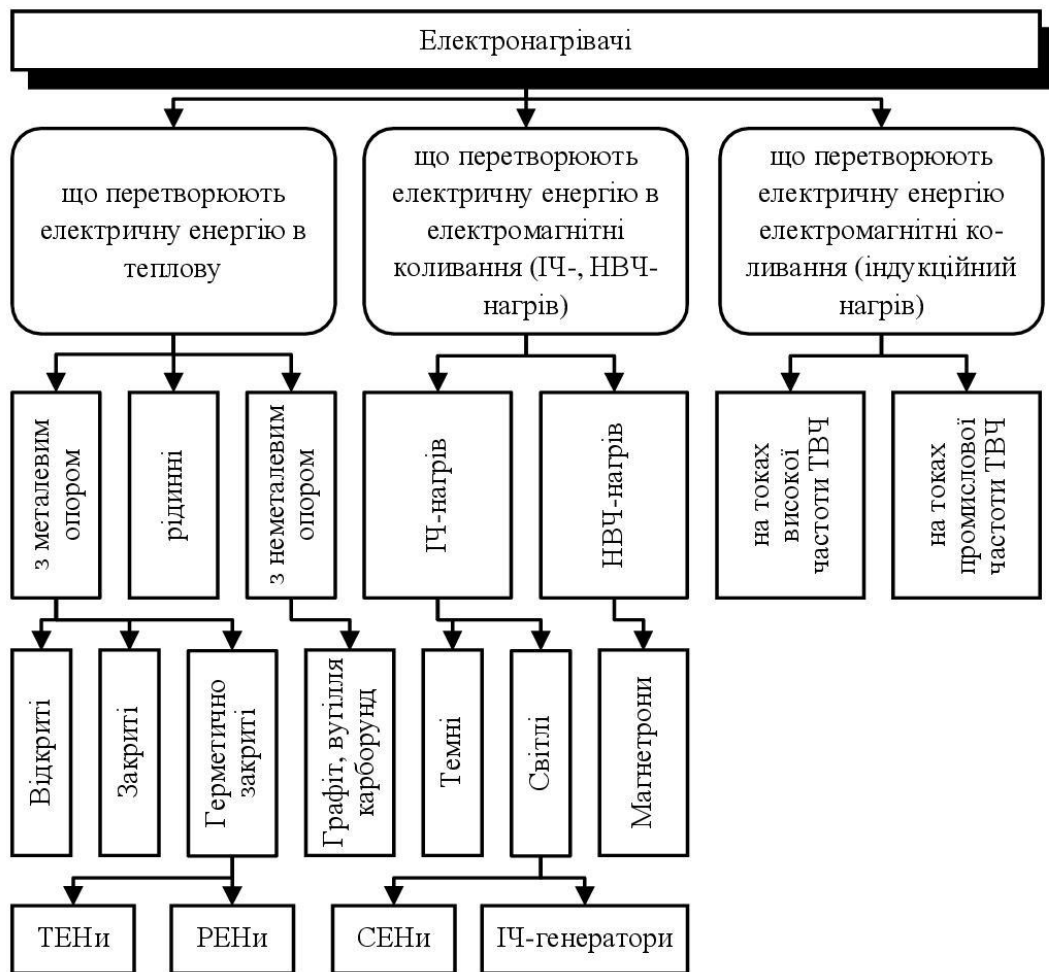 Електронагрівачі
що перетворюють
електричну енергію в
теплову
що перетворюють
електричну енергію в
електромагнітні
коливання (ІЧ-, НВЧ-
нагрів)
що перетворюють
електричну енергію
електромагнітні ко-
ливання (індукційний
нагрів)
з металевим
опором
рідинні
з неметалевим
опором
ІЧ-нагрів
НВЧ-нагрів
на токах
високої
частоти ТВЧ
на токах
промислової
частоти ТВЧ
Відкриті
Закриті
Герметично
закриті
Графіт, вугілля
карборунд
Темні
Світлі
Магнетрони
ТЕНи
РЕНи
СЕНи
ІЧ-генератори